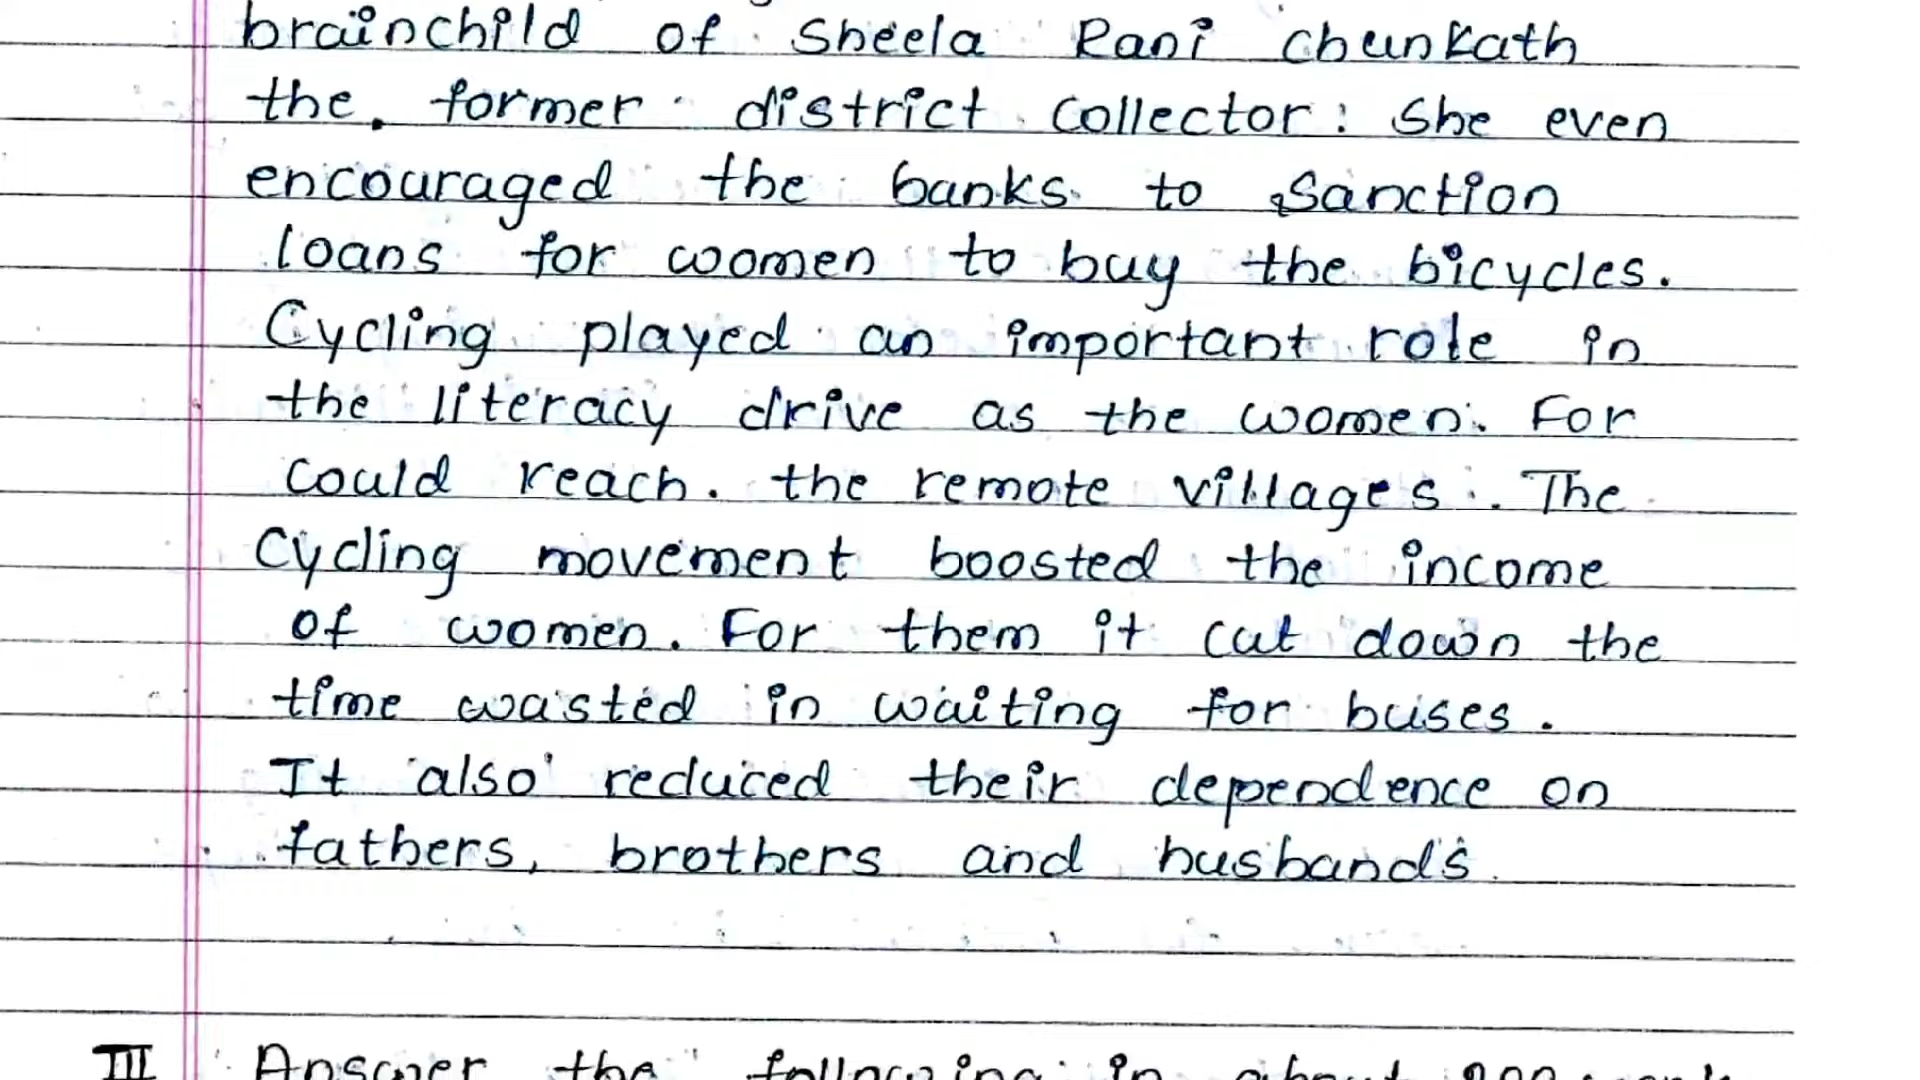 brainchild of Sheela Rani Chunkath
the former district collector. She even
encouraged the banks to sanction
loans for women to buy the bicycles.
Cycling played an important role in
the literacy drive as the women. For
could reach. the remote villages. The
Cycling movement boosted the income
of women. For them it cut down the
time wasted in waiting for buses.
It also reduced their dependence on
fathers, brothers and husbands.
III Answer the following in about